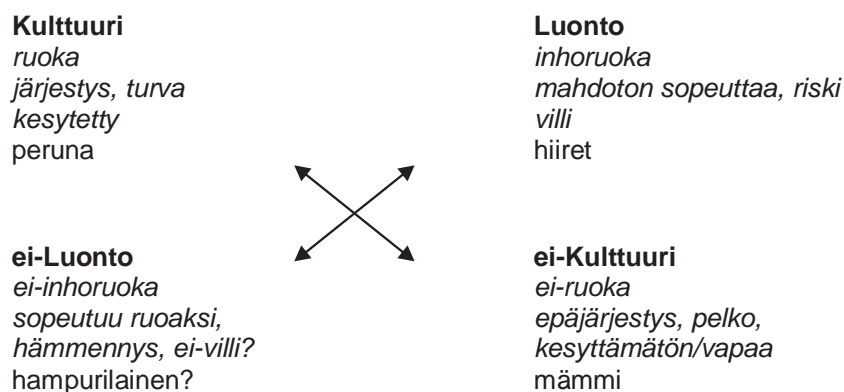 Kulttuuri
ruoka
järjestys, turva
kesytetty
peruna
Luonto
inhoruoka
mahdoton sopeuttaa, riski
villi
hiiret
ei-Luonto
ei-inhoruoka
sopeutuu ruoaksi,
hämmennys, ei-villi?
hampurilainen?
ei-Kulttuuri
ei-ruoka
epäjärjestys, pelko,
kesyttämätön/vapaa
mämmi